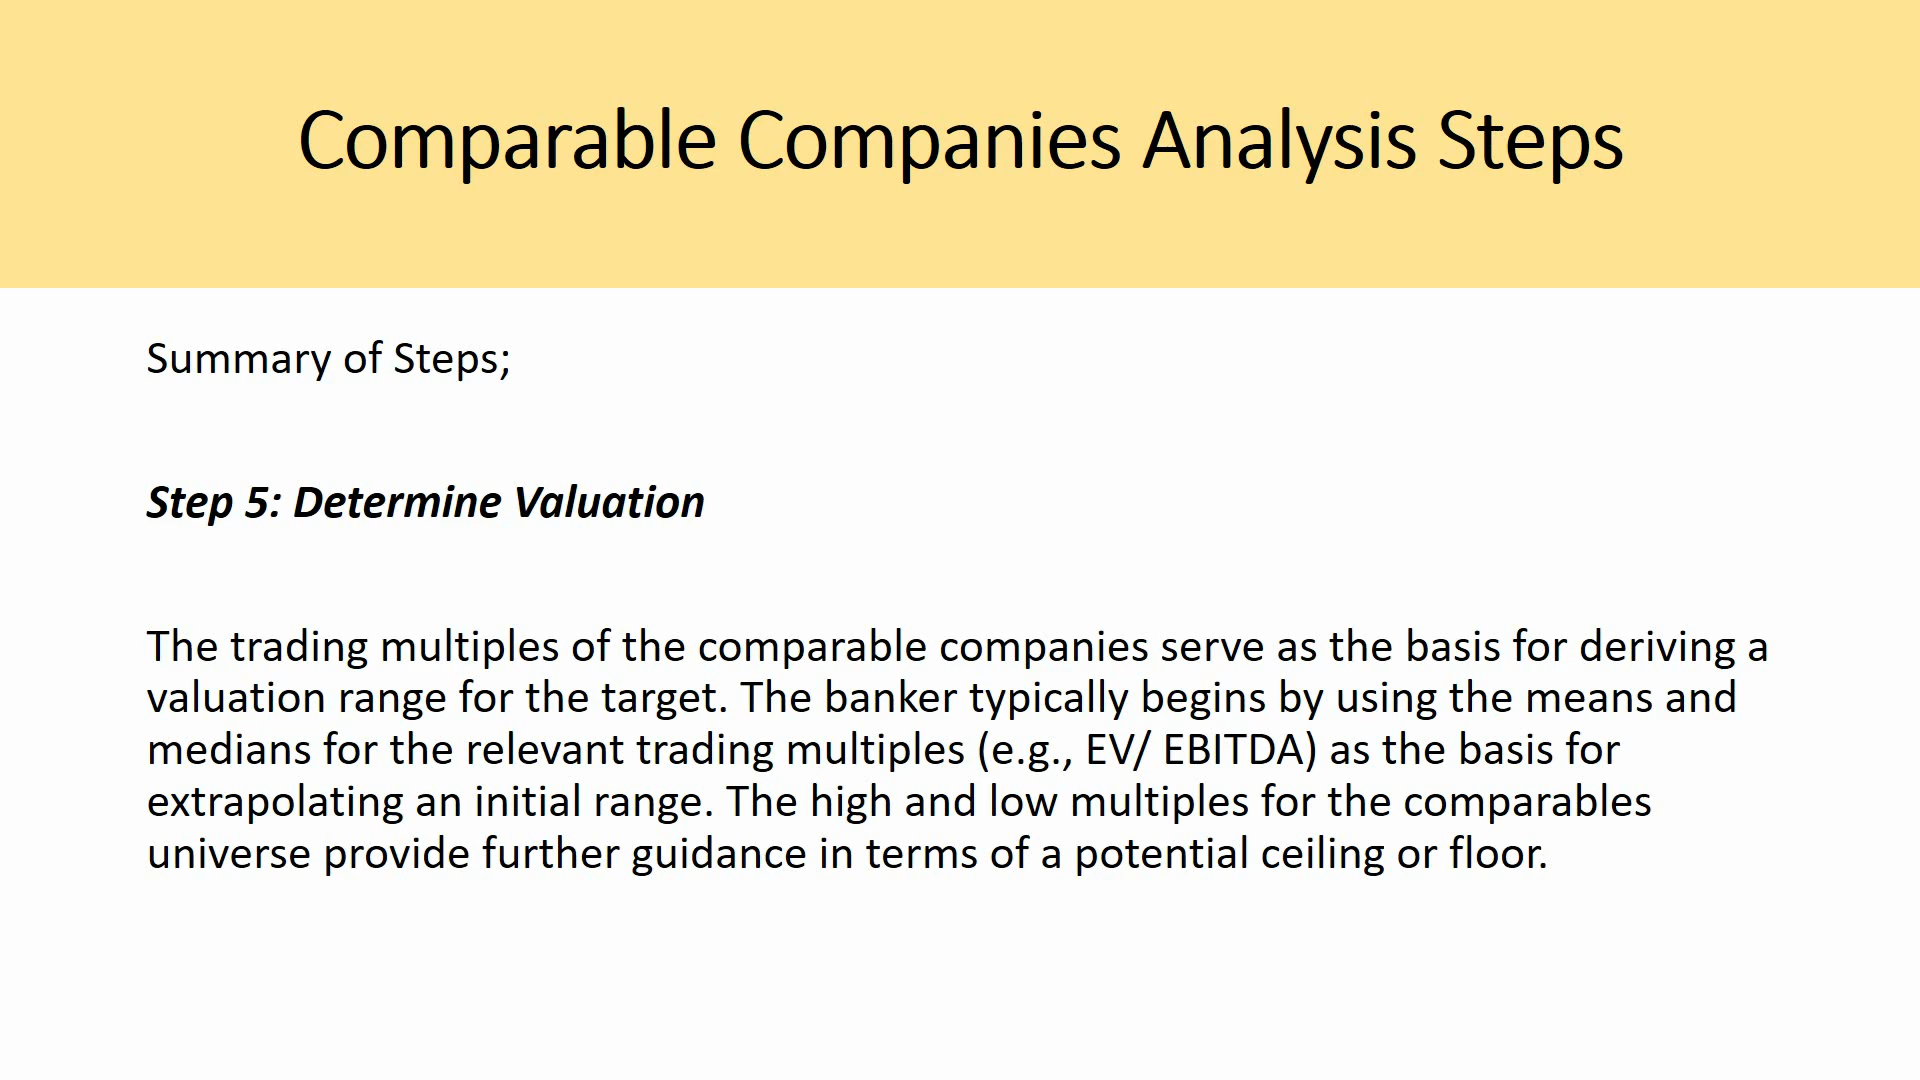 Comparable Companies Analysis Steps
Summary of Steps;
Step 5: Determine Valuation
The trading multiples of the comparable companies serve as the basis for deriving a
valuation range for the target. The banker typically begins by using the means and
medians for the relevant trading multiples (e.g., EV/ EBITDA) as the basis for
extrapolating an initial range. The high and low multiples for the comparables
universe provide further guidance in terms of a potential ceiling or floor.